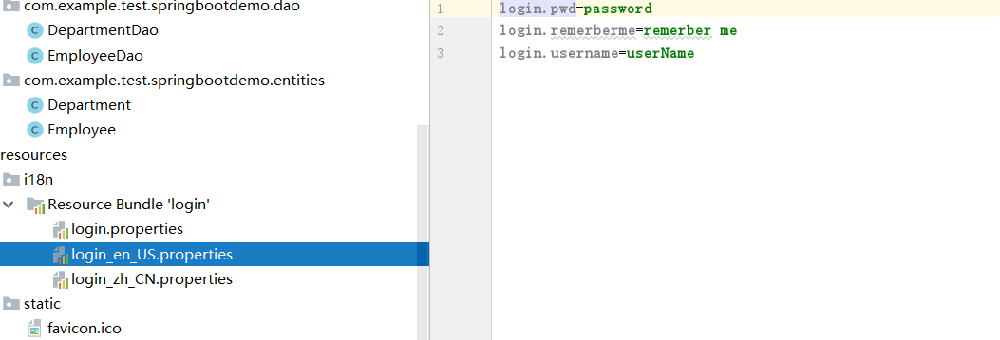 com.example.test.springbootdemo.dao
DepartmentDao
EmployeeDao
com.example.test.springbootdemo.entities
Department
Employee
resources
i18n
Resource Bundle 'login'
login.properties
login_en_US.properties
login_zh_CN.properties
static
favicon.ico
1 login.pwd=password
2 login.remerberme=remerber me
3 login.username=userName